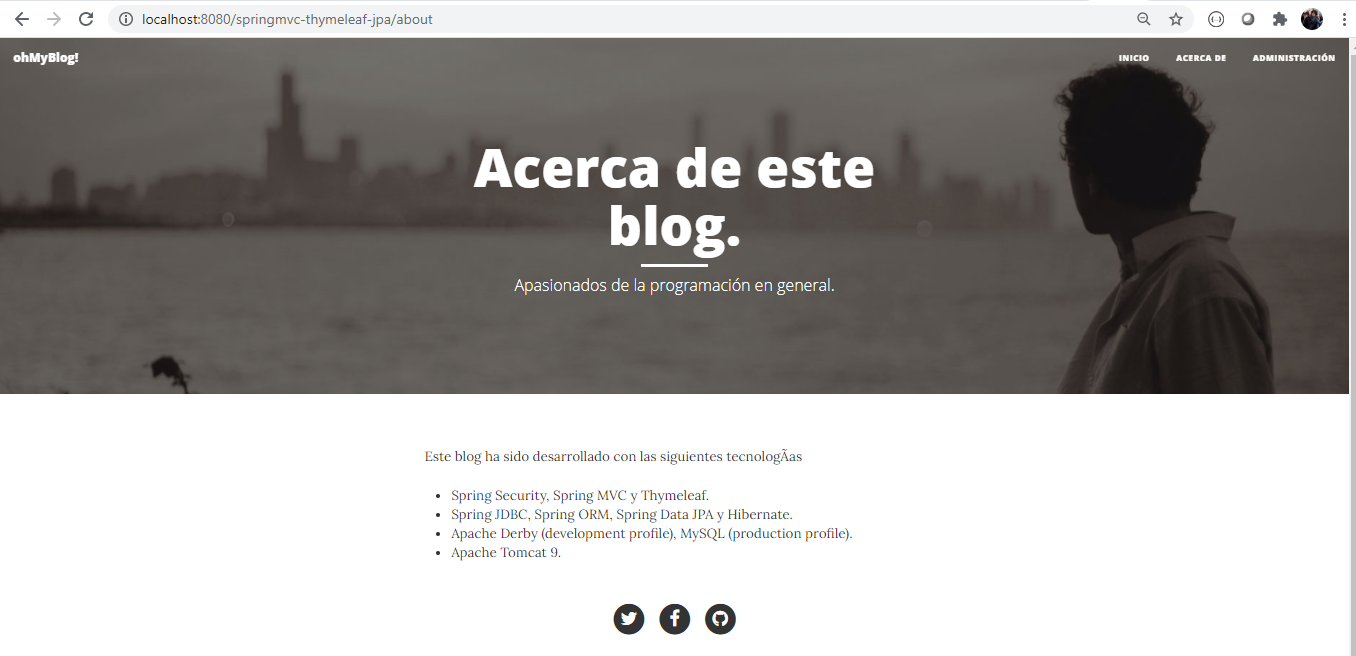 localhost:8080/springmvc-thymeleaf-jpa/about
ohMyBlog!
INICIO
ACERCA DE
ADMINISTRACIÓN
Acerca de este
blog.
Apasionados de la programación en general.
Este blog ha sido desarrollado con las siguientes tecnologÃas
Spring Security, Spring MVC y Thymeleaf.
Spring JDBC, Spring ORM, Spring Data JPA y Hibernate.
Apache Derby (development profile), MySQL (production profile).
Apache Tomcat 9.